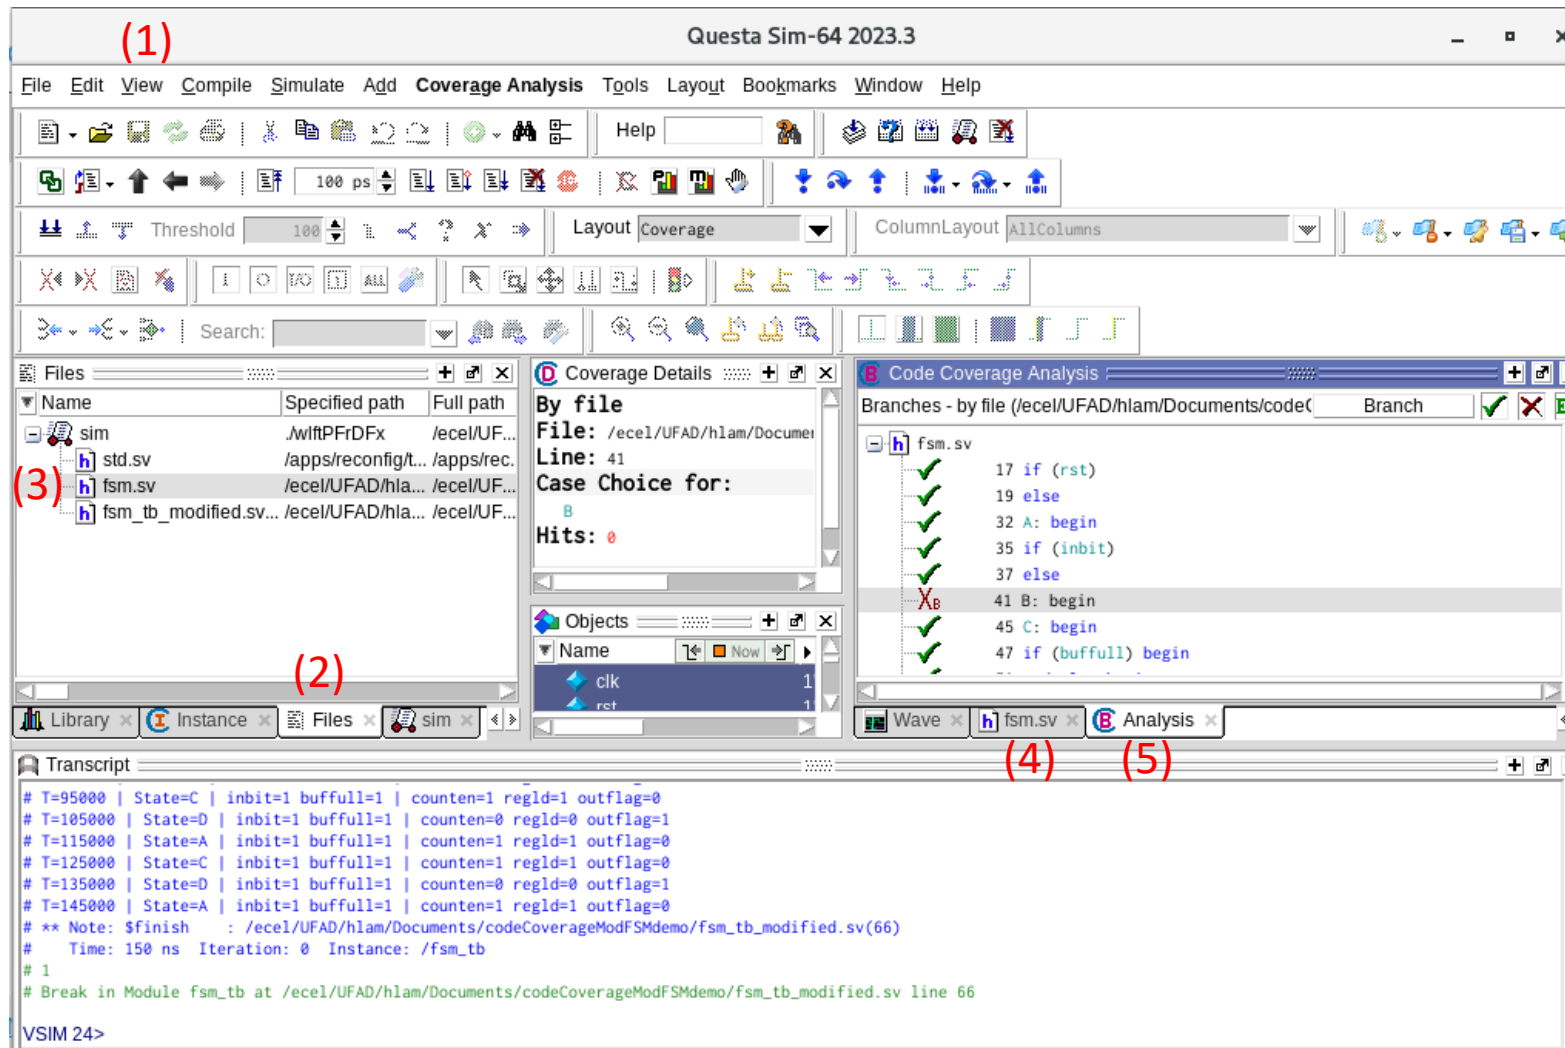 (1)
Questa Sim-64 2023.3
File Edit View Compile Simulate Add Coverage Analysis Tools Layout Bookmarks Window Help
Help
100 ps
Threshold 100 Layout Coverage ColumnLayout AllColumns
I O I/O ALL
Search:
Files
Name Specified path Full path
sim ./wlftPFrDFx /ecel/UF...
std.sv /apps/reconfig/t... /apps/rec.
(3) fsm.sv /ecel/UFAD/hla... /ecel/UF...
fsm_tb_modified.sv... /ecel/UFAD/hla... /ecel/UF...
(2)
Library Instance Files sim
Coverage Details
By file
File: /ecel/UFAD/hlam/Documen
Line: 41
Case Choice for:
B
Hits: 0
Objects
Name Now
clk 1
rst 1
Code Coverage Analysis
Branches - by file (/ecel/UFAD/hlam/Documents/codeC Branch
fsm.sv
17 if (rst)
19 else
32 A: begin
35 if (inbit)
37 else
41 B: begin
45 C: begin
47 if (buffull) begin
Wave fsm.sv Analysis
(4) (5)
Transcript
# T=95000 | State=C | inbit=1 buffull=1 | counten=1 regld=1 outflag=0
# T=105000 | State=D | inbit=1 buffull=1 | counten=0 regld=0 outflag=1
# T=115000 | State=A | inbit=1 buffull=1 | counten=1 regld=1 outflag=0
# T=125000 | State=C | inbit=1 buffull=1 | counten=1 regld=1 outflag=0
# T=135000 | State=D | inbit=1 buffull=1 | counten=0 regld=0 outflag=1
# T=145000 | State=A | inbit=1 buffull=1 | counten=1 regld=1 outflag=0
# ** Note: $finish : /ecel/UFAD/hlam/Documents/codeCoverageModFSMdemo/fsm_tb_modified.sv(66)
# Time: 150 ns Iteration: 0 Instance: /fsm_tb
# 1
# Break in Module fsm_tb at /ecel/UFAD/hlam/Documents/codeCoverageModFSMdemo/fsm_tb_modified.sv line 66
VSIM 24>